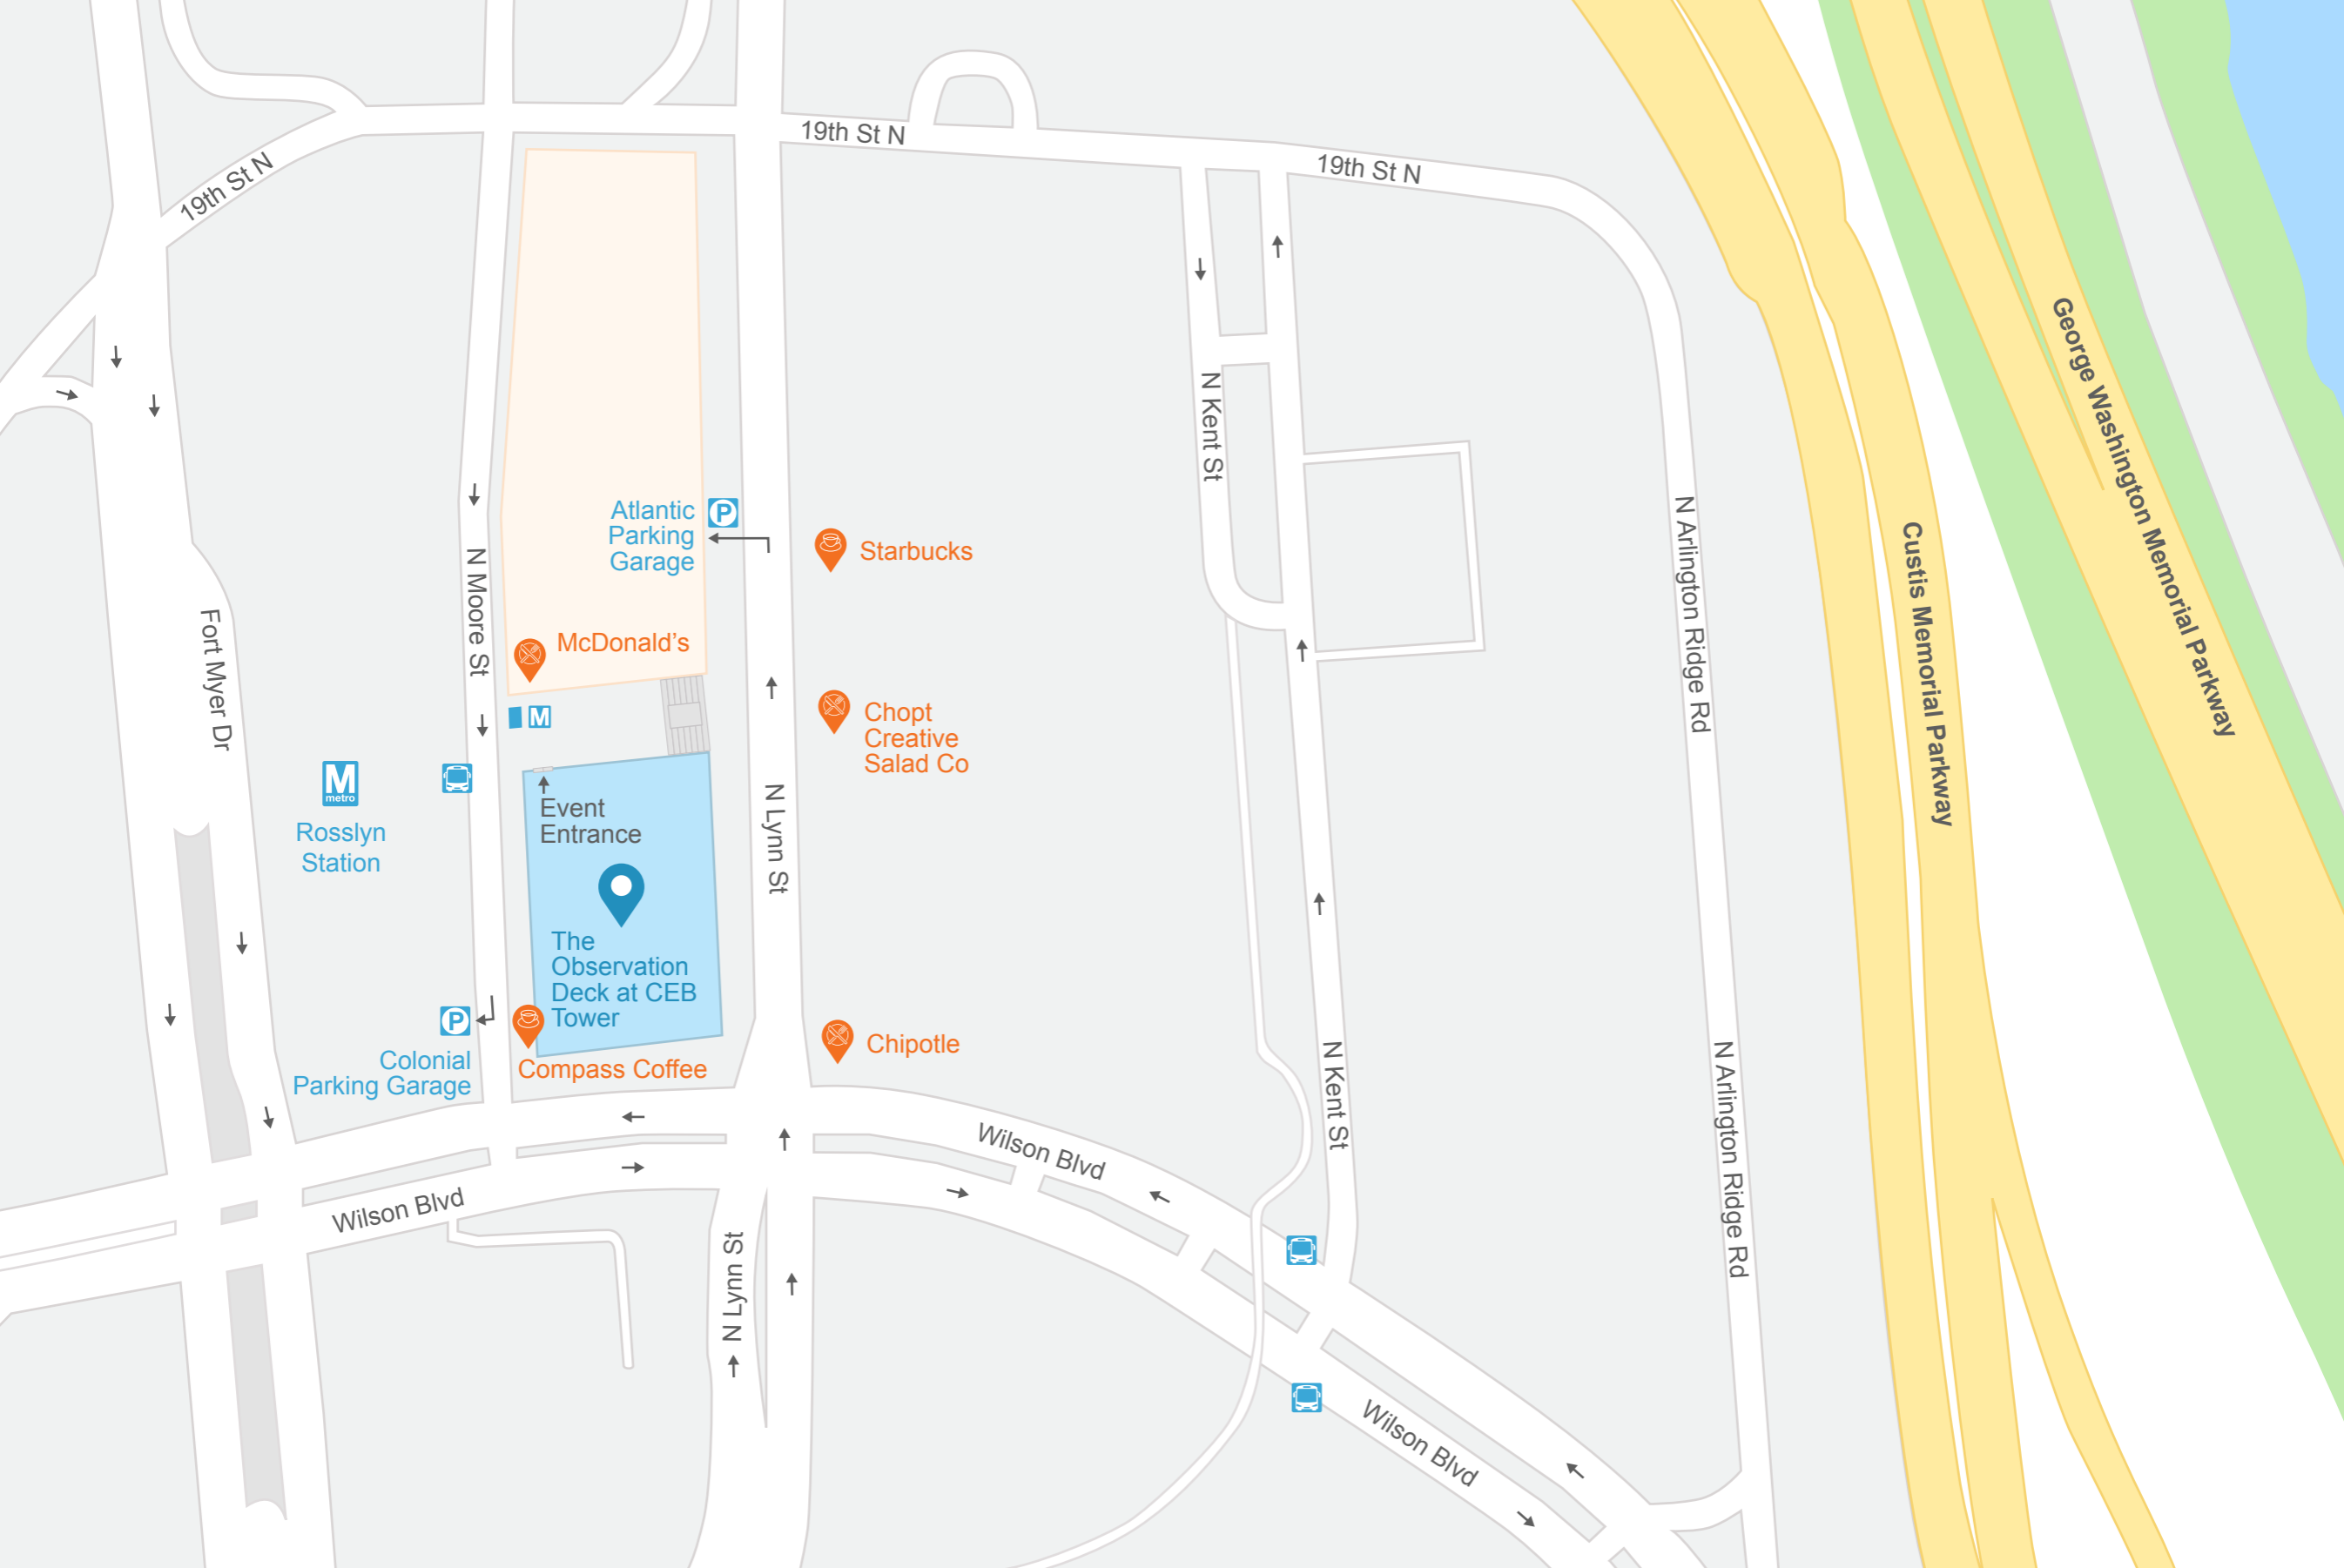 19th St N
19th St N
19th St N
George Washington Memorial Parkway
N Kent St
Atlantic
Parking
Garage
P
Starbucks
N Arlington Ridge Rd
Custis Memorial Parkway
N Moore St
McDonald's
Fort Myer Dr
M
Chopt
Creative
Salad Co
M
metro
Rosslyn
Station
Event
Entrance
N Lynn St
The
Observation
Deck at CEB
Tower
P
Colonial
Parking Garage
Compass Coffee
Chipotle
N Kent St
N Arlington Ridge Rd
Wilson Blvd
Wilson Blvd
N Lynn St
Wilson Blvd